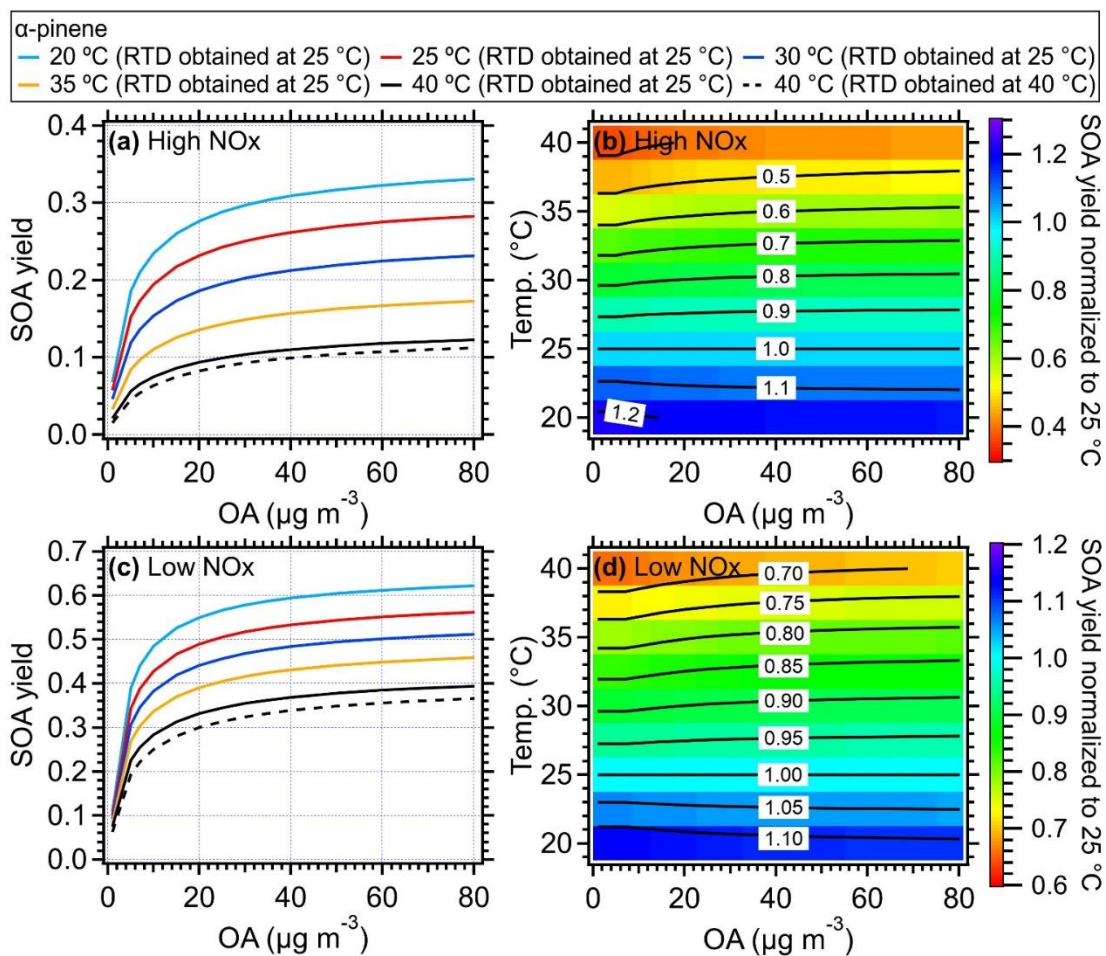 α-pinene
20 ºC (RTD obtained at 25 °C) 25 ºC (RTD obtained at 25 °C) 30 ºC (RTD obtained at 25 °C)
35 ºC (RTD obtained at 25 °C) 40 ºC (RTD obtained at 25 °C) 40 ºC (RTD obtained at 40 °C)
(a) High NOx
SOA yield
0.4
0.3
0.2
0.1
0.0
0 20 40 60 80
OA (µg m⁻³)
(b) High NOx
Temp. (°C)
40
35
30
25
20
0.5
0.6
0.7
0.8
0.9
1.0
1.1
1.2
0 20 40 60 80
OA (µg m⁻³)
1.2
1.0
0.8
0.6
0.4
SOA yield normalized to 25 °C
(c) Low NOx
SOA yield
0.7
0.6
0.5
0.4
0.3
0.2
0.1
0.0
0 20 40 60 80
OA (µg m⁻³)
(d) Low NOx
Temp. (°C)
40
35
30
25
20
0.70
0.75
0.80
0.85
0.90
0.95
1.00
1.05
1.10
0 20 40 60 80
OA (µg m⁻³)
1.2
1.1
1.0
0.9
0.8
0.7
0.6
SOA yield normalized to 25 °C